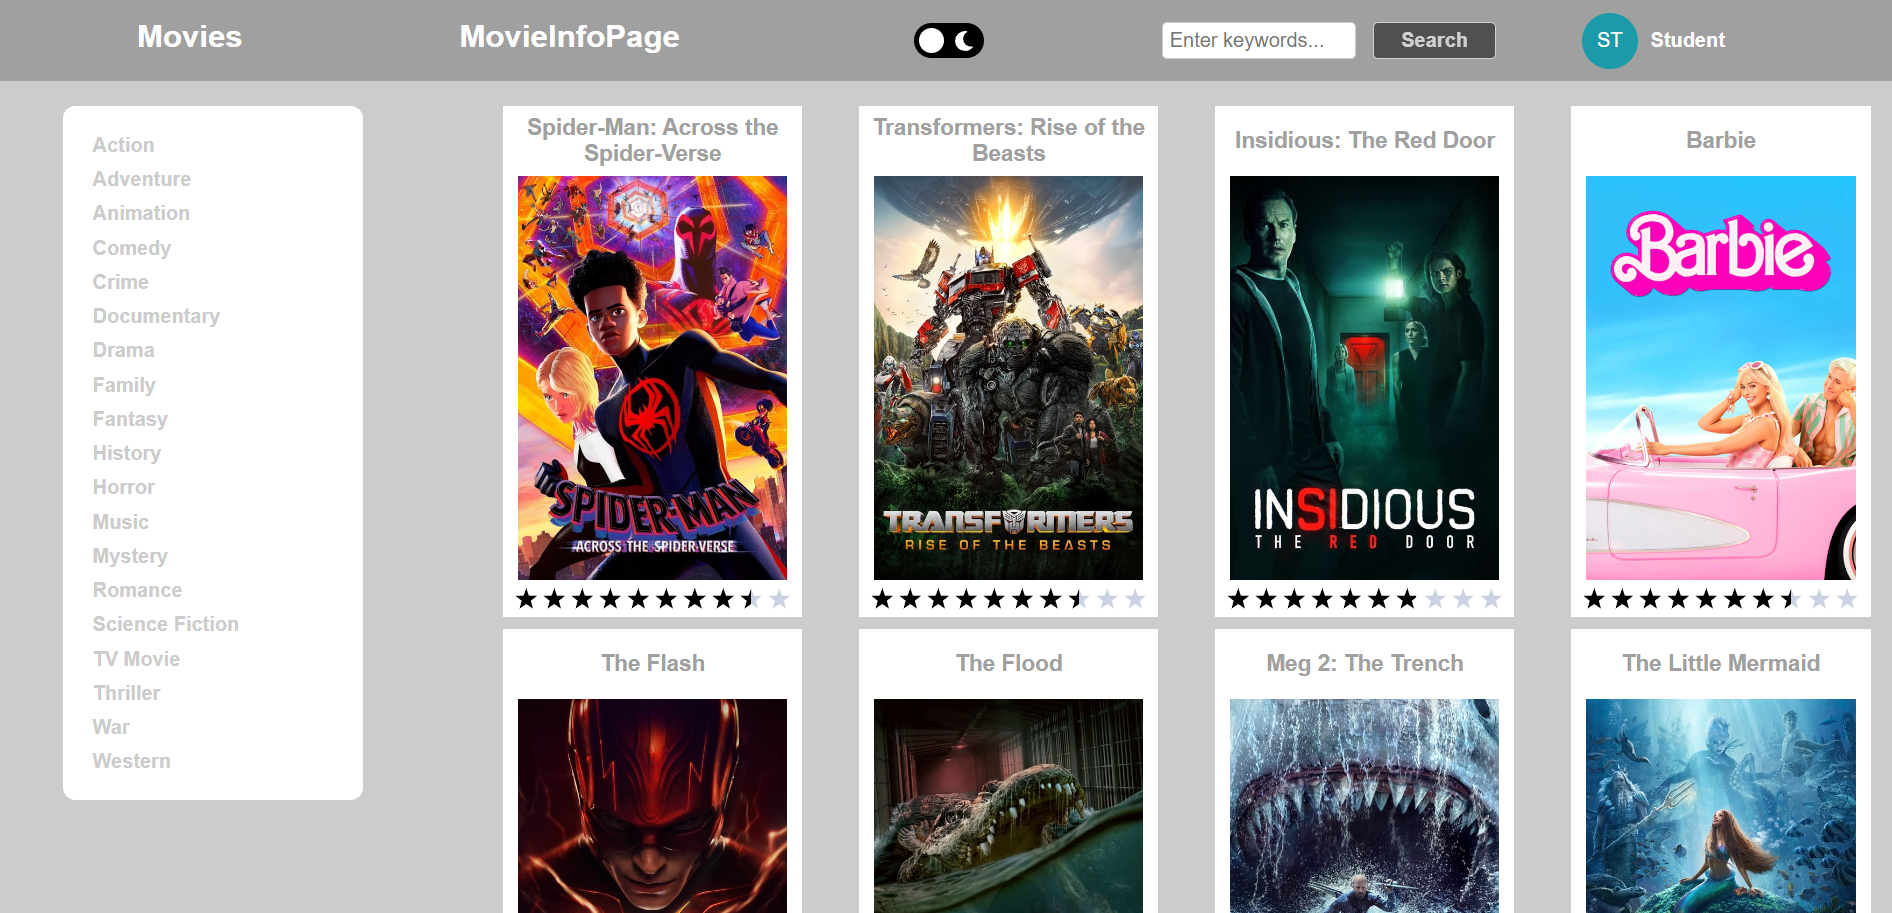 Movies
MovieInfoPage
Enter keywords...
Search
ST
Student
Action
Adventure
Animation
Comedy
Crime
Documentary
Drama
Family
Fantasy
History
Horror
Music
Mystery
Romance
Science Fiction
TV Movie
Thriller
War
Western
Spider-Man: Across the
Spider-Verse
SPIDER-MAN
ACROSS THE SPIDER-VERSE
Transformers: Rise of the
Beasts
TRANSFORMERS
RISE OF THE BEASTS
Insidious: The Red Door
INSIDIOUS
THE RED DOOR
Barbie
Barbie
The Flash
The Flood
Meg 2: The Trench
The Little Mermaid